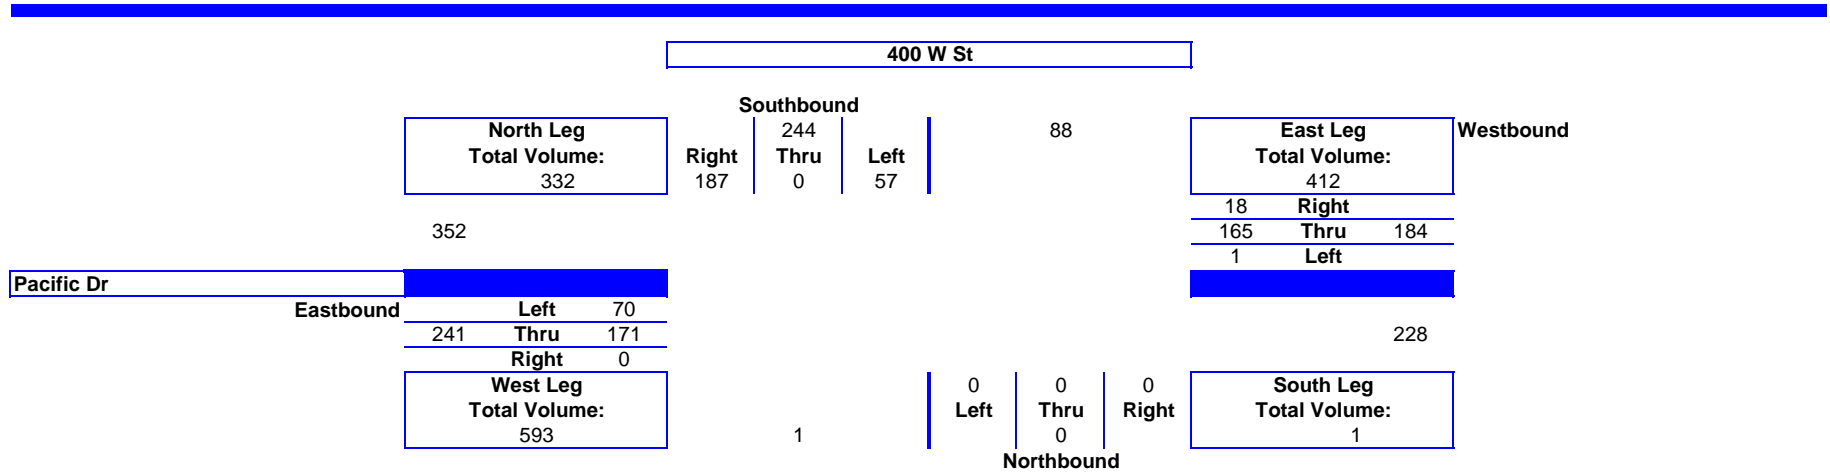 400 W St
Southbound
North Leg 244 88 East Leg Westbound
Total Volume: Right Thru Left Total Volume:
332 187 0 57 412
18 Right
352 165 Thru 184
1 Left
Pacific Dr
Eastbound Left 70
241 Thru 171 228
Right 0
West Leg 0 0 0 South Leg
Total Volume: Left Thru Right Total Volume:
593 1 0 1
Northbound